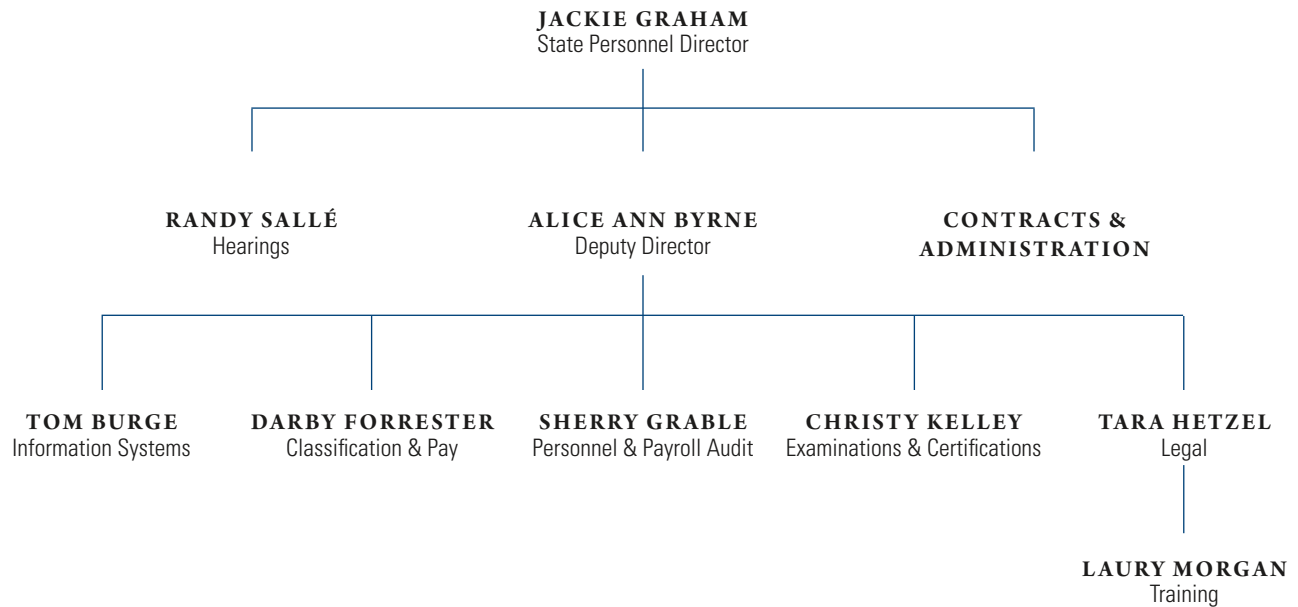 JACKIE GRAHAM
State Personnel Director
RANDY SALLÉ
Hearings
ALICE ANN BYRNE
Deputy Director
CONTRACTS &
ADMINISTRATION
TOM BURGE
Information Systems
DARBY FORRESTER
Classification & Pay
SHERRY GRABLE
Personnel & Payroll Audit
CHRISTY KELLEY
Examinations & Certifications
TARA HETZEL
Legal
LAURY MORGAN
Training